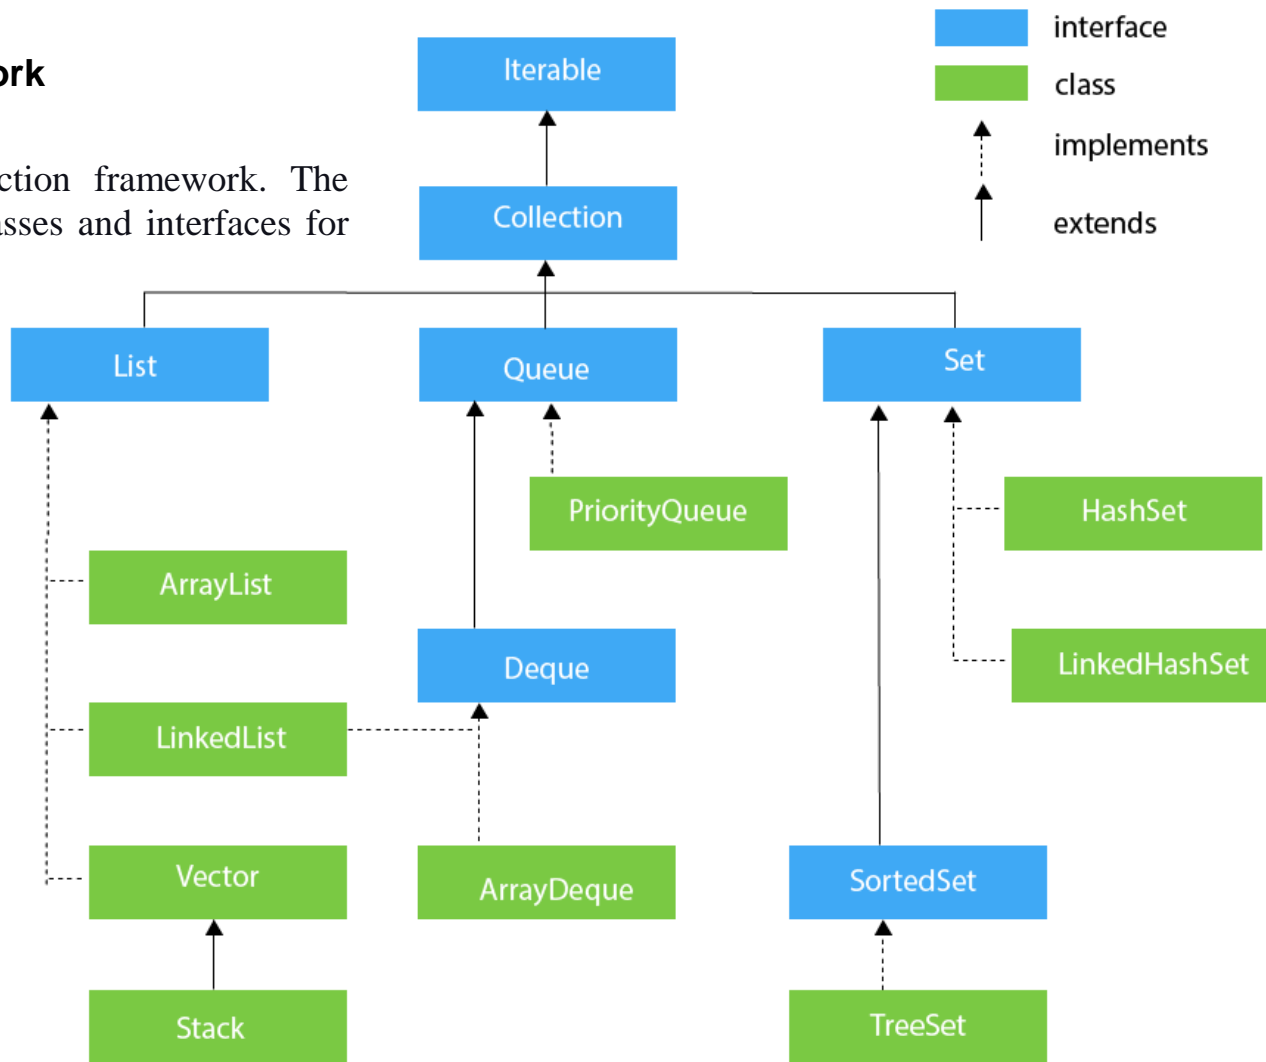 ork
ction framework. The
asses and interfaces for
interface
class
implements
extends
Iterable
Collection
List
Queue
Set
PriorityQueue
HashSet
ArrayList
Deque
LinkedHashSet
LinkedList
Vector
ArrayDeque
SortedSet
Stack
TreeSet